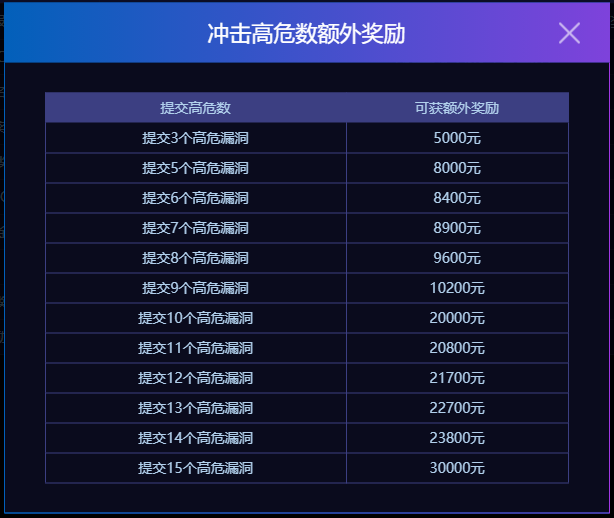 冲击高危数额外奖励
提交高危数 可获额外奖励
提交3个高危漏洞 5000元
提交5个高危漏洞 8000元
提交6个高危漏洞 8400元
提交7个高危漏洞 8900元
提交8个高危漏洞 9600元
提交9个高危漏洞 10200元
提交10个高危漏洞 20000元
提交11个高危漏洞 20800元
提交12个高危漏洞 21700元
提交13个高危漏洞 22700元
提交14个高危漏洞 23800元
提交15个高危漏洞 30000元